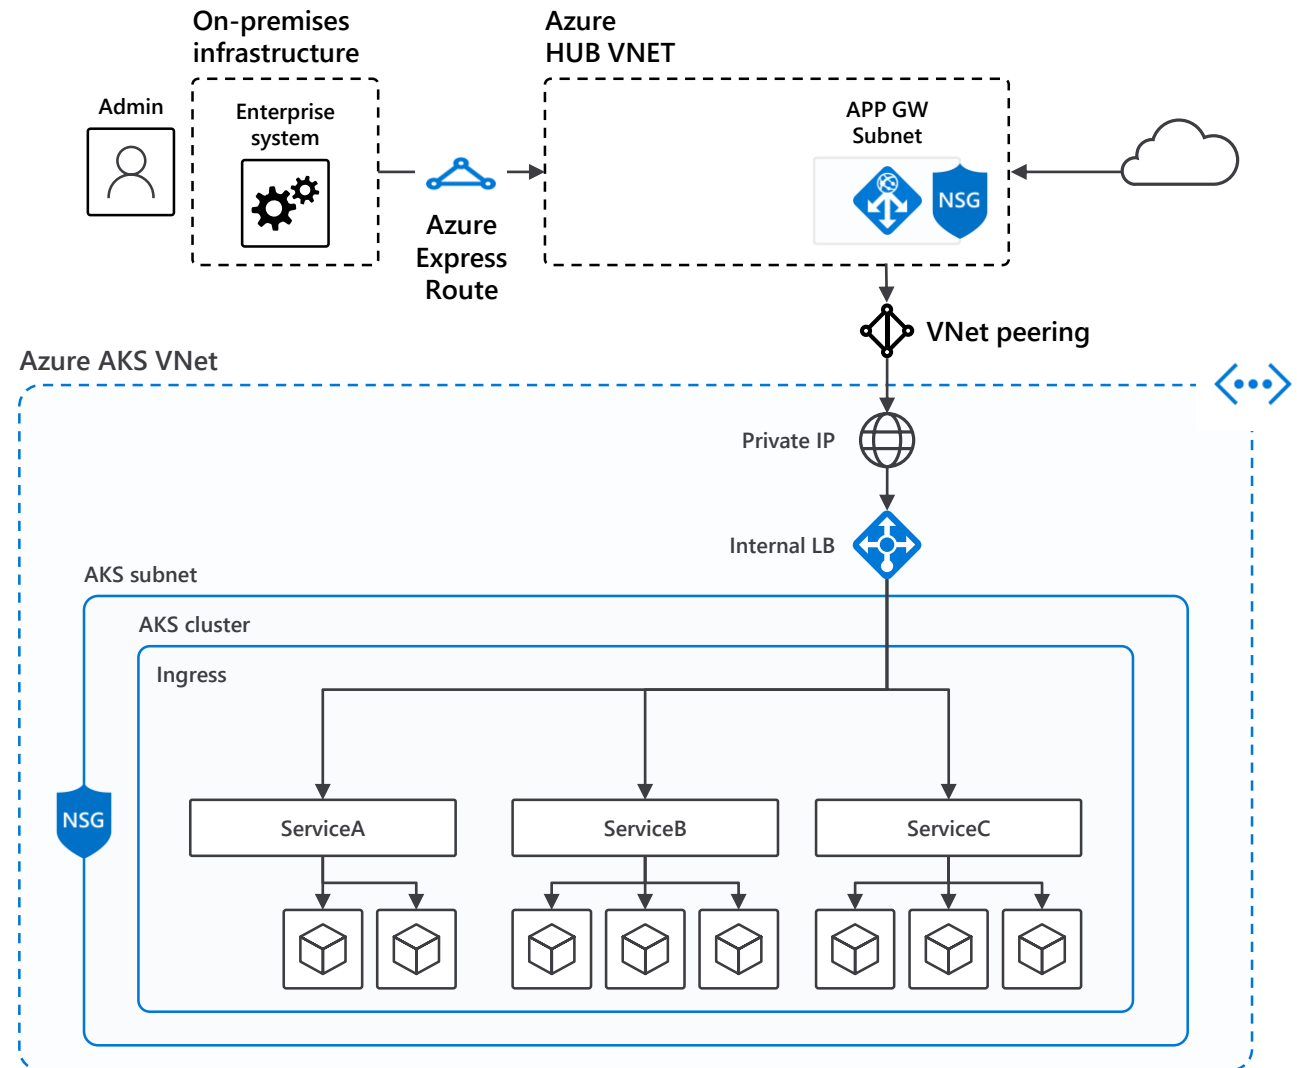 On-premises
infrastructure
Azure
HUB VNET
Admin
Enterprise
system
APP GW
Subnet
NSG
Azure
Express
Route
VNet peering
Azure AKS VNet
Private IP
Internal LB
AKS subnet
AKS cluster
Ingress
NSG
ServiceA
ServiceB
ServiceC